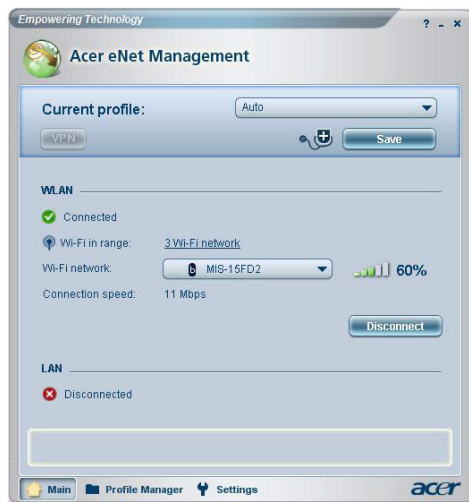 Empowering Technology
? - x
Acer eNet Management
Current profile: Auto
VPN Save
WLAN
Connected
Wi-Fi in range: 3 Wi-Fi network
Wi-Fi network: b MIS-15FD2 60%
Connection speed: 11 Mbps
Disconnect
LAN
Disconnected
Main Profile Manager Settings acer